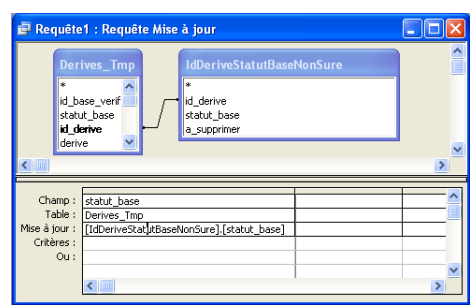 Requête1 : Requête Mise à jour
Derives_Tmp
*
id_base_verif
statut_base
id_derive
derive
IdDeriveStatutBaseNonSure
*
id_derive
statut_base
a_supprimer
Champ : statut_base
Table : Derives_Tmp
Mise à jour : [IdDeriveStatutBaseNonSure].[statut_base]
Critères :
Ou :